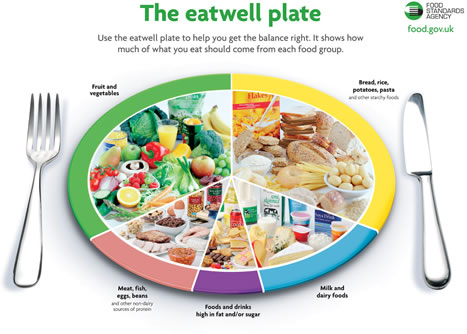 The eatwell plate
FOOD
STANDARDS
AGENCY
food.gov.uk
Use the eatwell plate to help you get the balance right. It shows how
much of what you eat should come from each food group.
Fruit and
vegetables
Bread, rice,
potatoes, pasta
and other starchy foods
Flakes
Meat, fish,
eggs, beans
and other non-dairy
sources of protein
Foods and drinks
high in fat and/or sugar
Milk and
dairy foods